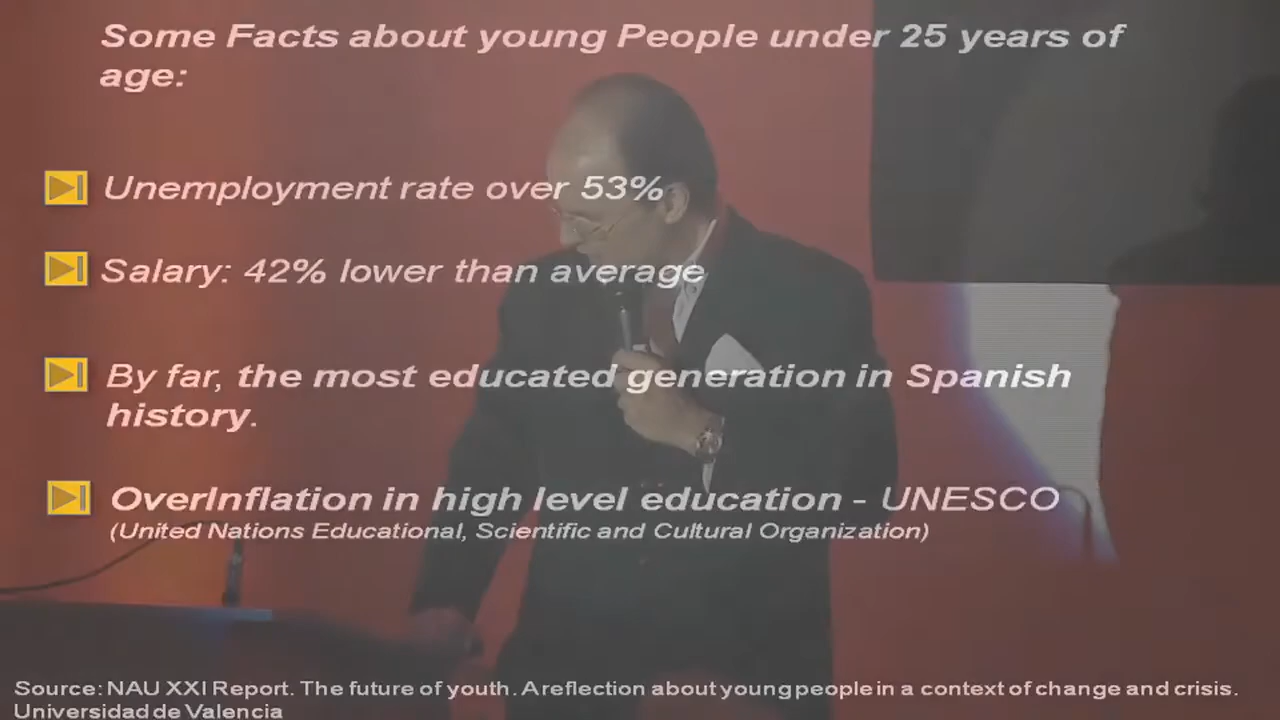 Some Facts about young People under 25 years of
age:
Unemployment rate over 53%
Salary: 42% lower than average
By far, the most educated generation in Spanish
history.
OverInflation in high level education - UNESCO
(United Nations Educational, Scientific and Cultural Organization)
Source: NAU XXI Report. The future of youth. A reflection about young people in a context of change and crisis.
Universidad de Valencia